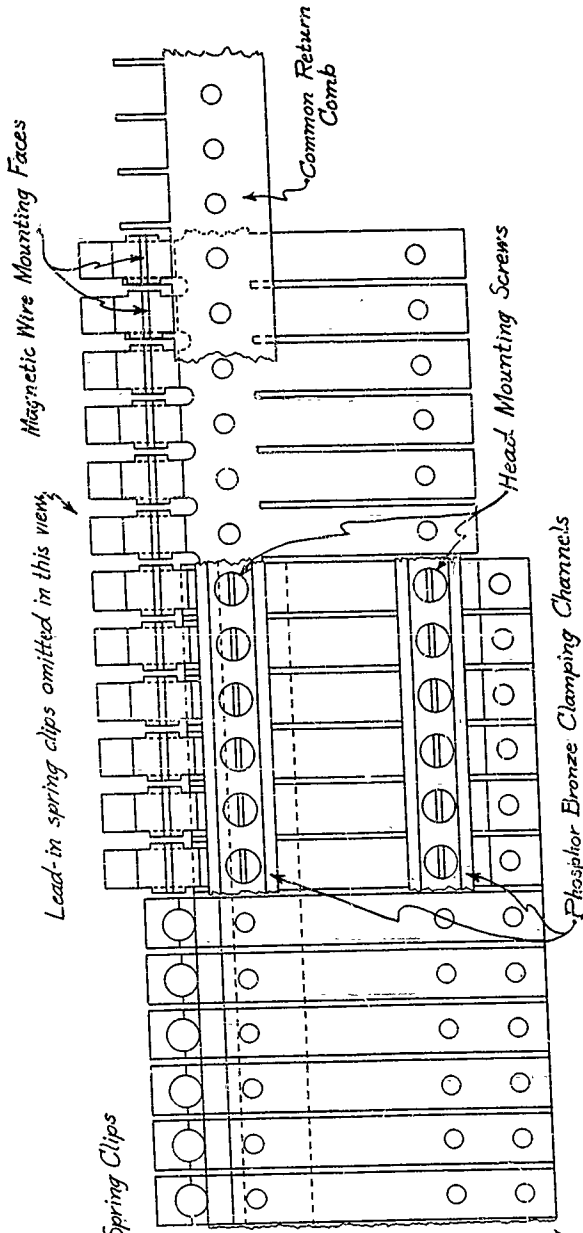 Magnetic Wire Mounting Faces
Lead-in spring clips omitted in this view
Common Return
Comb
Head Mounting Screws
Phosphor Bronze Clamping Channels
Spring Clips